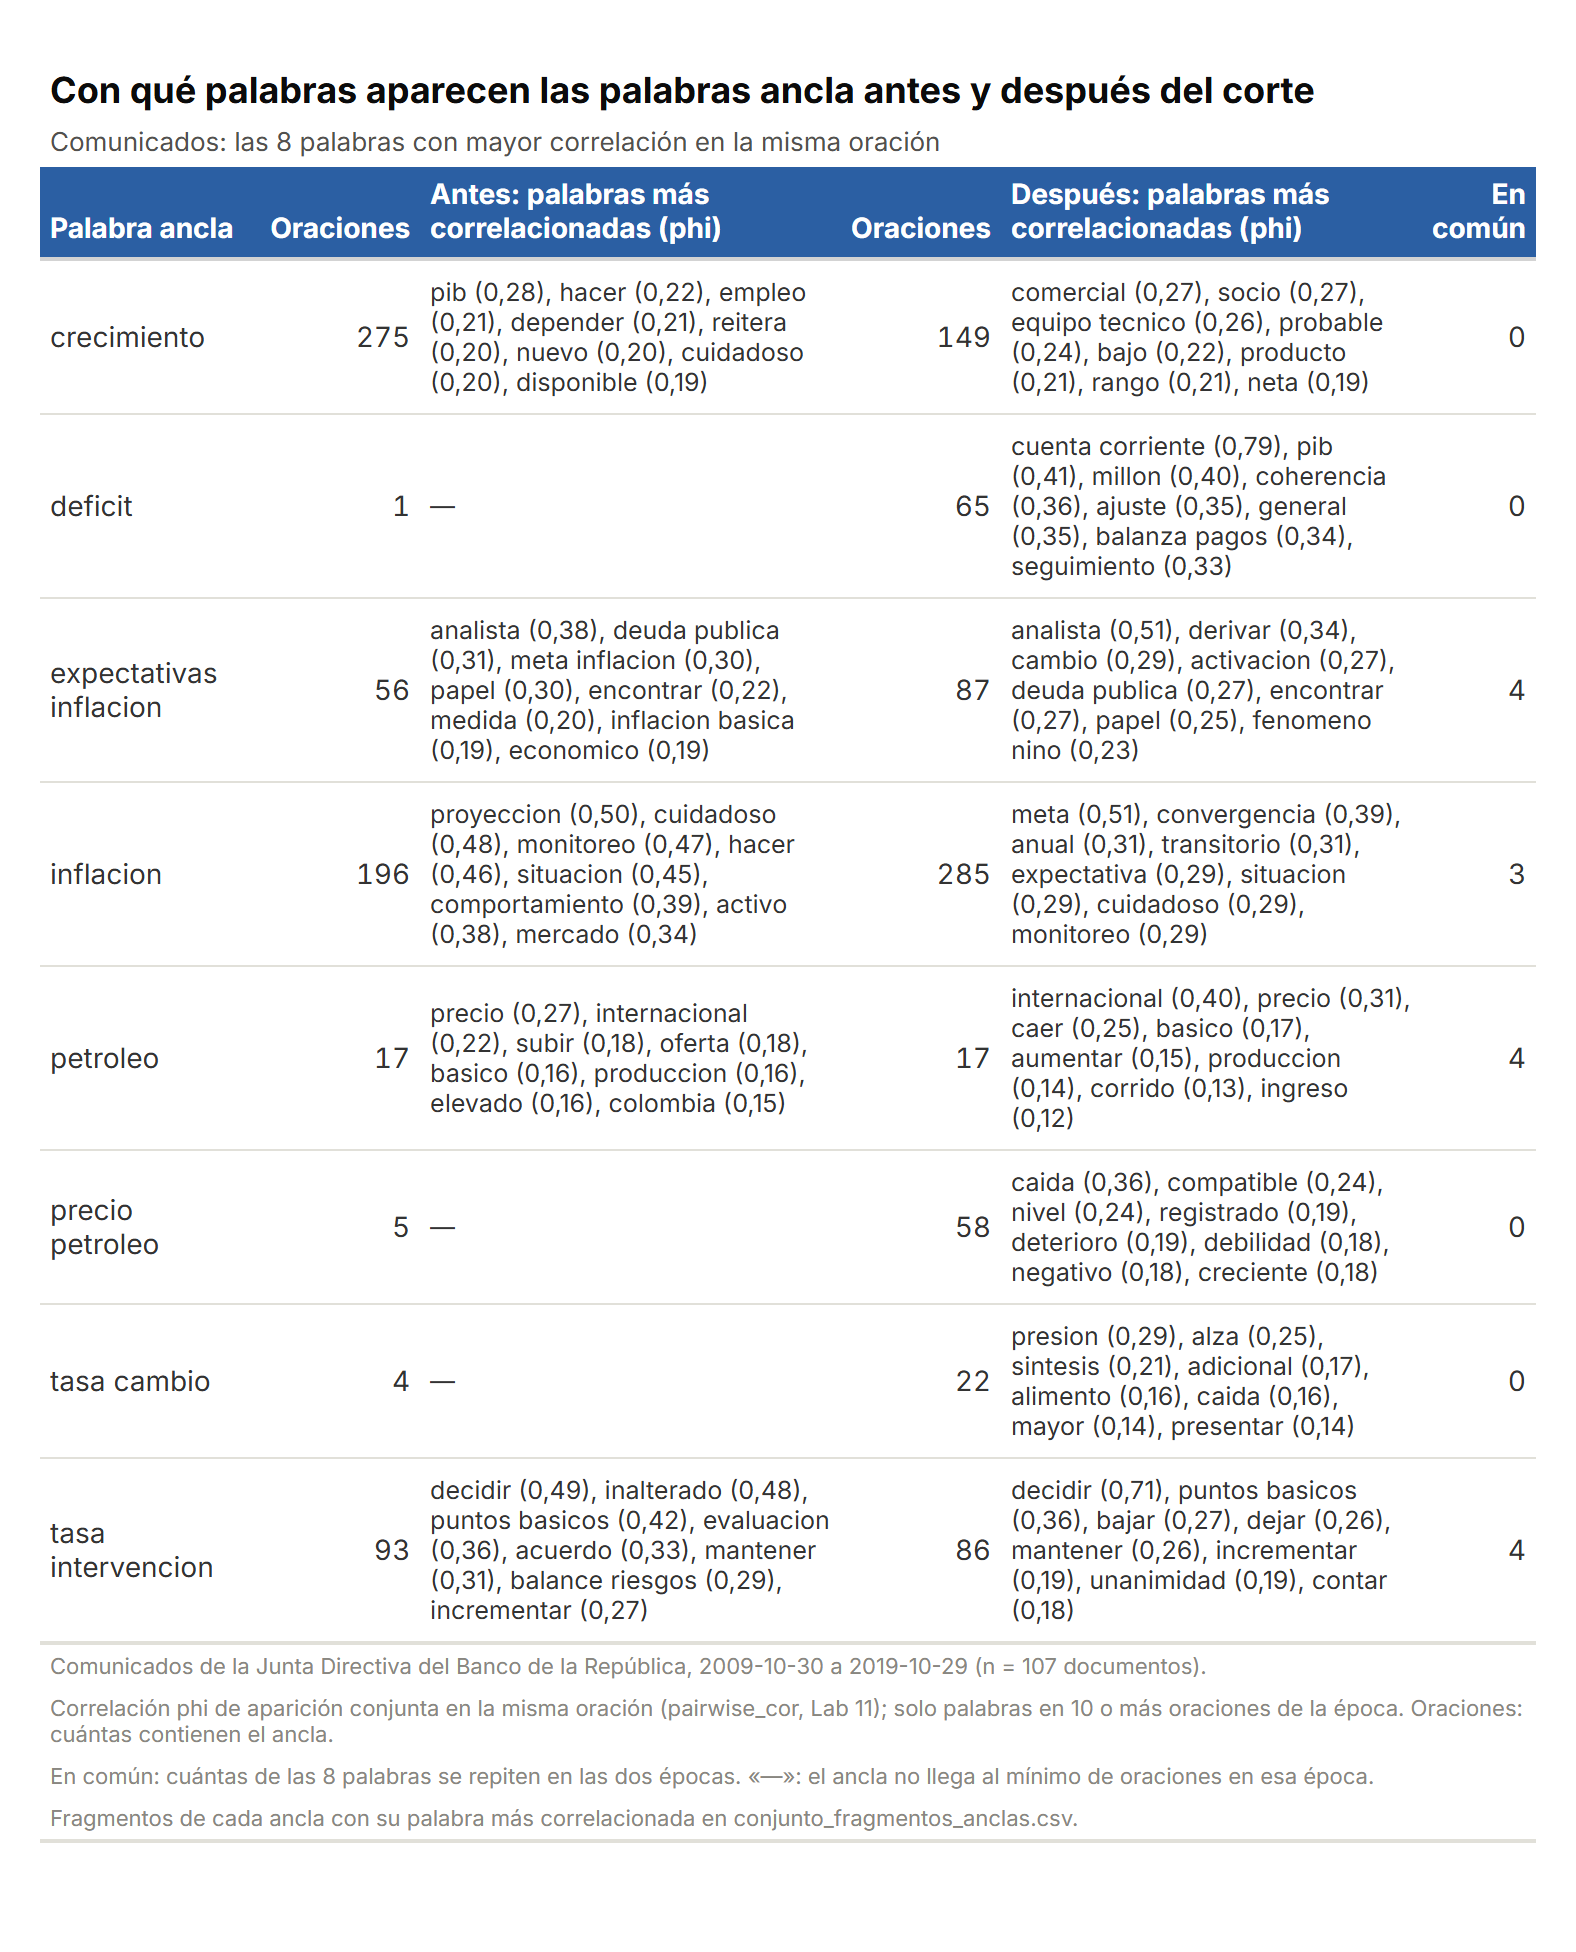 Con qué palabras aparecen las palabras ancla antes y después del corte
Comunicados: las 8 palabras con mayor correlación en la misma oración
Palabra ancla Oraciones Antes: palabras más correlacionadas (phi) Oraciones Después: palabras más correlacionadas (phi) En común
crecimiento
275
pib (0,28), hacer (0,22), empleo
(0,21), depender (0,21), reitera
(0,20), nuevo (0,20), cuidadoso
(0,20), disponible (0,19)
149
comercial (0,27), socio (0,27),
equipo tecnico (0,26), probable
(0,24), bajo (0,22), producto
(0,21), rango (0,21), neta (0,19)
0
deficit
1
—
65
cuenta corriente (0,79), pib
(0,41), millon (0,40), coherencia
(0,36), ajuste (0,35), general
(0,35), balanza pagos (0,34),
seguimiento (0,33)
0
expectativas
inflacion
56
analista (0,38), deuda publica
(0,31), meta inflacion (0,30),
papel (0,30), encontrar (0,22),
medida (0,20), inflacion basica
(0,19), economico (0,19)
87
analista (0,51), derivar (0,34),
cambio (0,29), activacion (0,27),
deuda publica (0,27), encontrar
(0,27), papel (0,25), fenomeno
nino (0,23)
4
inflacion
196
proyeccion (0,50), cuidadoso
(0,48), monitoreo (0,47), hacer
(0,46), situacion (0,45),
comportamiento (0,39), activo
(0,38), mercado (0,34)
285
meta (0,51), convergencia (0,39),
anual (0,31), transitorio (0,31),
expectativa (0,29), situacion
(0,29), cuidadoso (0,29),
monitoreo (0,29)
3
petroleo
17
precio (0,27), internacional
(0,22), subir (0,18), oferta (0,18),
basico (0,16), produccion (0,16),
elevado (0,16), colombia (0,15)
17
internacional (0,40), precio (0,31),
caer (0,25), basico (0,17),
aumentar (0,15), produccion
(0,14), corrido (0,13), ingreso
(0,12)
4
precio
petroleo
5
—
58
caida (0,36), compatible (0,24),
nivel (0,24), registrado (0,19),
deterioro (0,19), debilidad (0,18),
negativo (0,18), creciente (0,18)
0
tasa cambio
4
—
22
presion (0,29), alza (0,25),
sintesis (0,21), adicional (0,17),
alimento (0,16), caida (0,16),
mayor (0,14), presentar (0,14)
0
tasa
intervencion
93
decidir (0,49), inalterado (0,48),
puntos basicos (0,42), evaluacion
(0,36), acuerdo (0,33), mantener
(0,31), balance riesgos (0,29),
incrementar (0,27)
86
decidir (0,71), puntos basicos
(0,36), bajar (0,27), dejar (0,26),
mantener (0,26), incrementar
(0,19), unanimidad (0,19), contar
(0,18)
4
Comunicados de la Junta Directiva del Banco de la República, 2009-10-30 a 2019-10-29 (n = 107 documentos).
Correlación phi de aparición conjunta en la misma oración (pairwise_cor, Lab 11); solo palabras en 10 o más oraciones de la época. Oraciones:
cuántas contienen el ancla.
En común: cuántas de las 8 palabras se repiten en las dos épocas. «—»: el ancla no llega al mínimo de oraciones en esa época.
Fragmentos de cada ancla con su palabra más correlacionada en conjunto_fragmentos_anclas.csv.